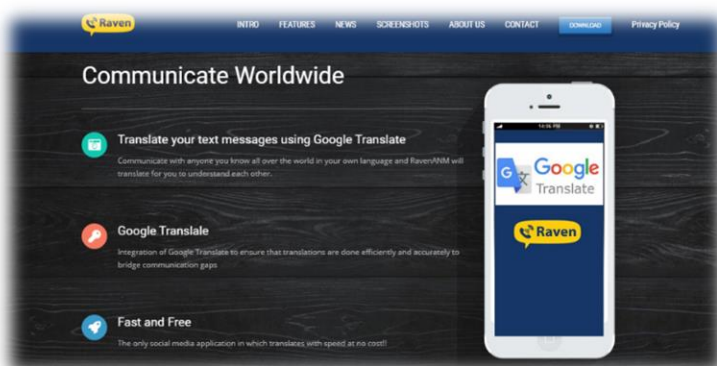 Raven
INTRO FEATURES NEWS SCREENSHOTS ABOUT US CONTACT DOWNLOAD Privacy Policy
Communicate Worldwide
Translate your text messages using Google Translate
Communicate with anyone you know all over the world in your own language and RavenANM will
translate for you to understand each other.
Google Translale
Integration of Google Translate to ensure that translations are done efficiently and accurately to
bridge communication gaps
Fast and Free
The only social media application in which translates with speed at no cost!!
14:36 PM
G 文
Google
Translate
Raven